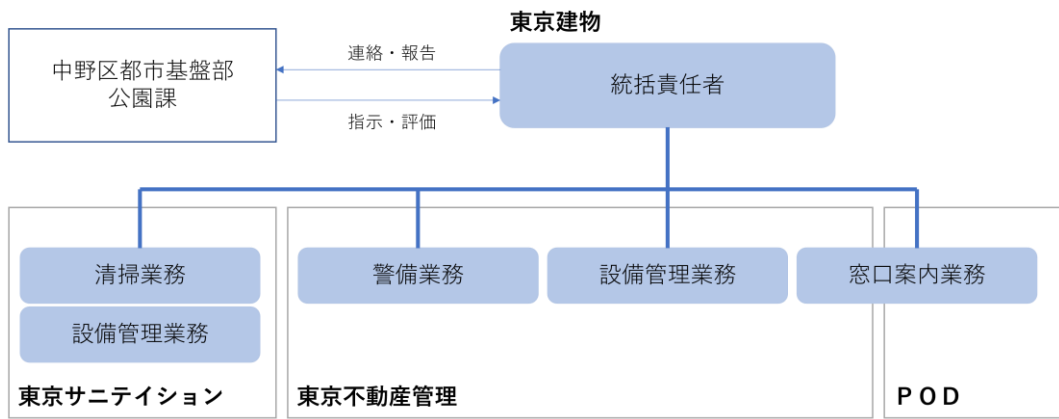 東京建物
中野区都市基盤部
公園課
連絡・報告
指示・評価
統括責任者
清掃業務
設備管理業務
東京サニテイション
警備業務
設備管理業務
窓口案内業務
東京不動産管理
ＰＯＤ